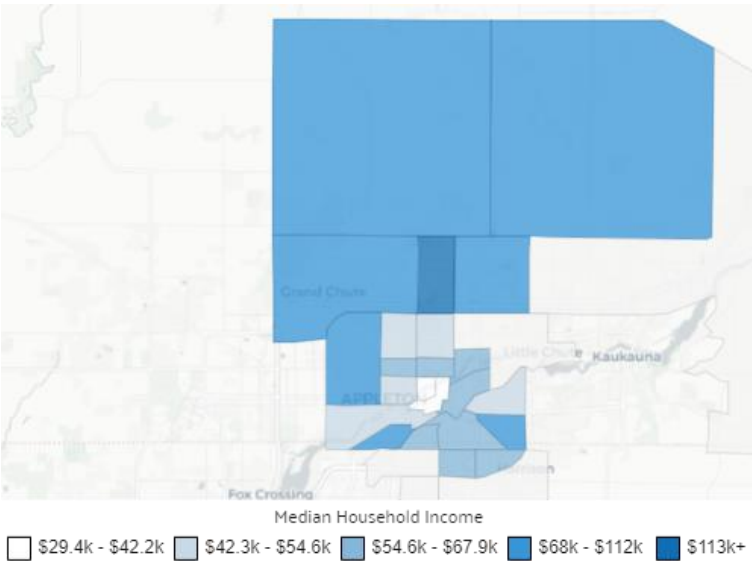 Grand Chute
Little Chute
Kaukauna
APPLETON
Fox Crossing
Median Household Income
$29.4k - $42.2k $42.3k - $54.6k $54.6k - $67.9k $68k - $112k $113k+